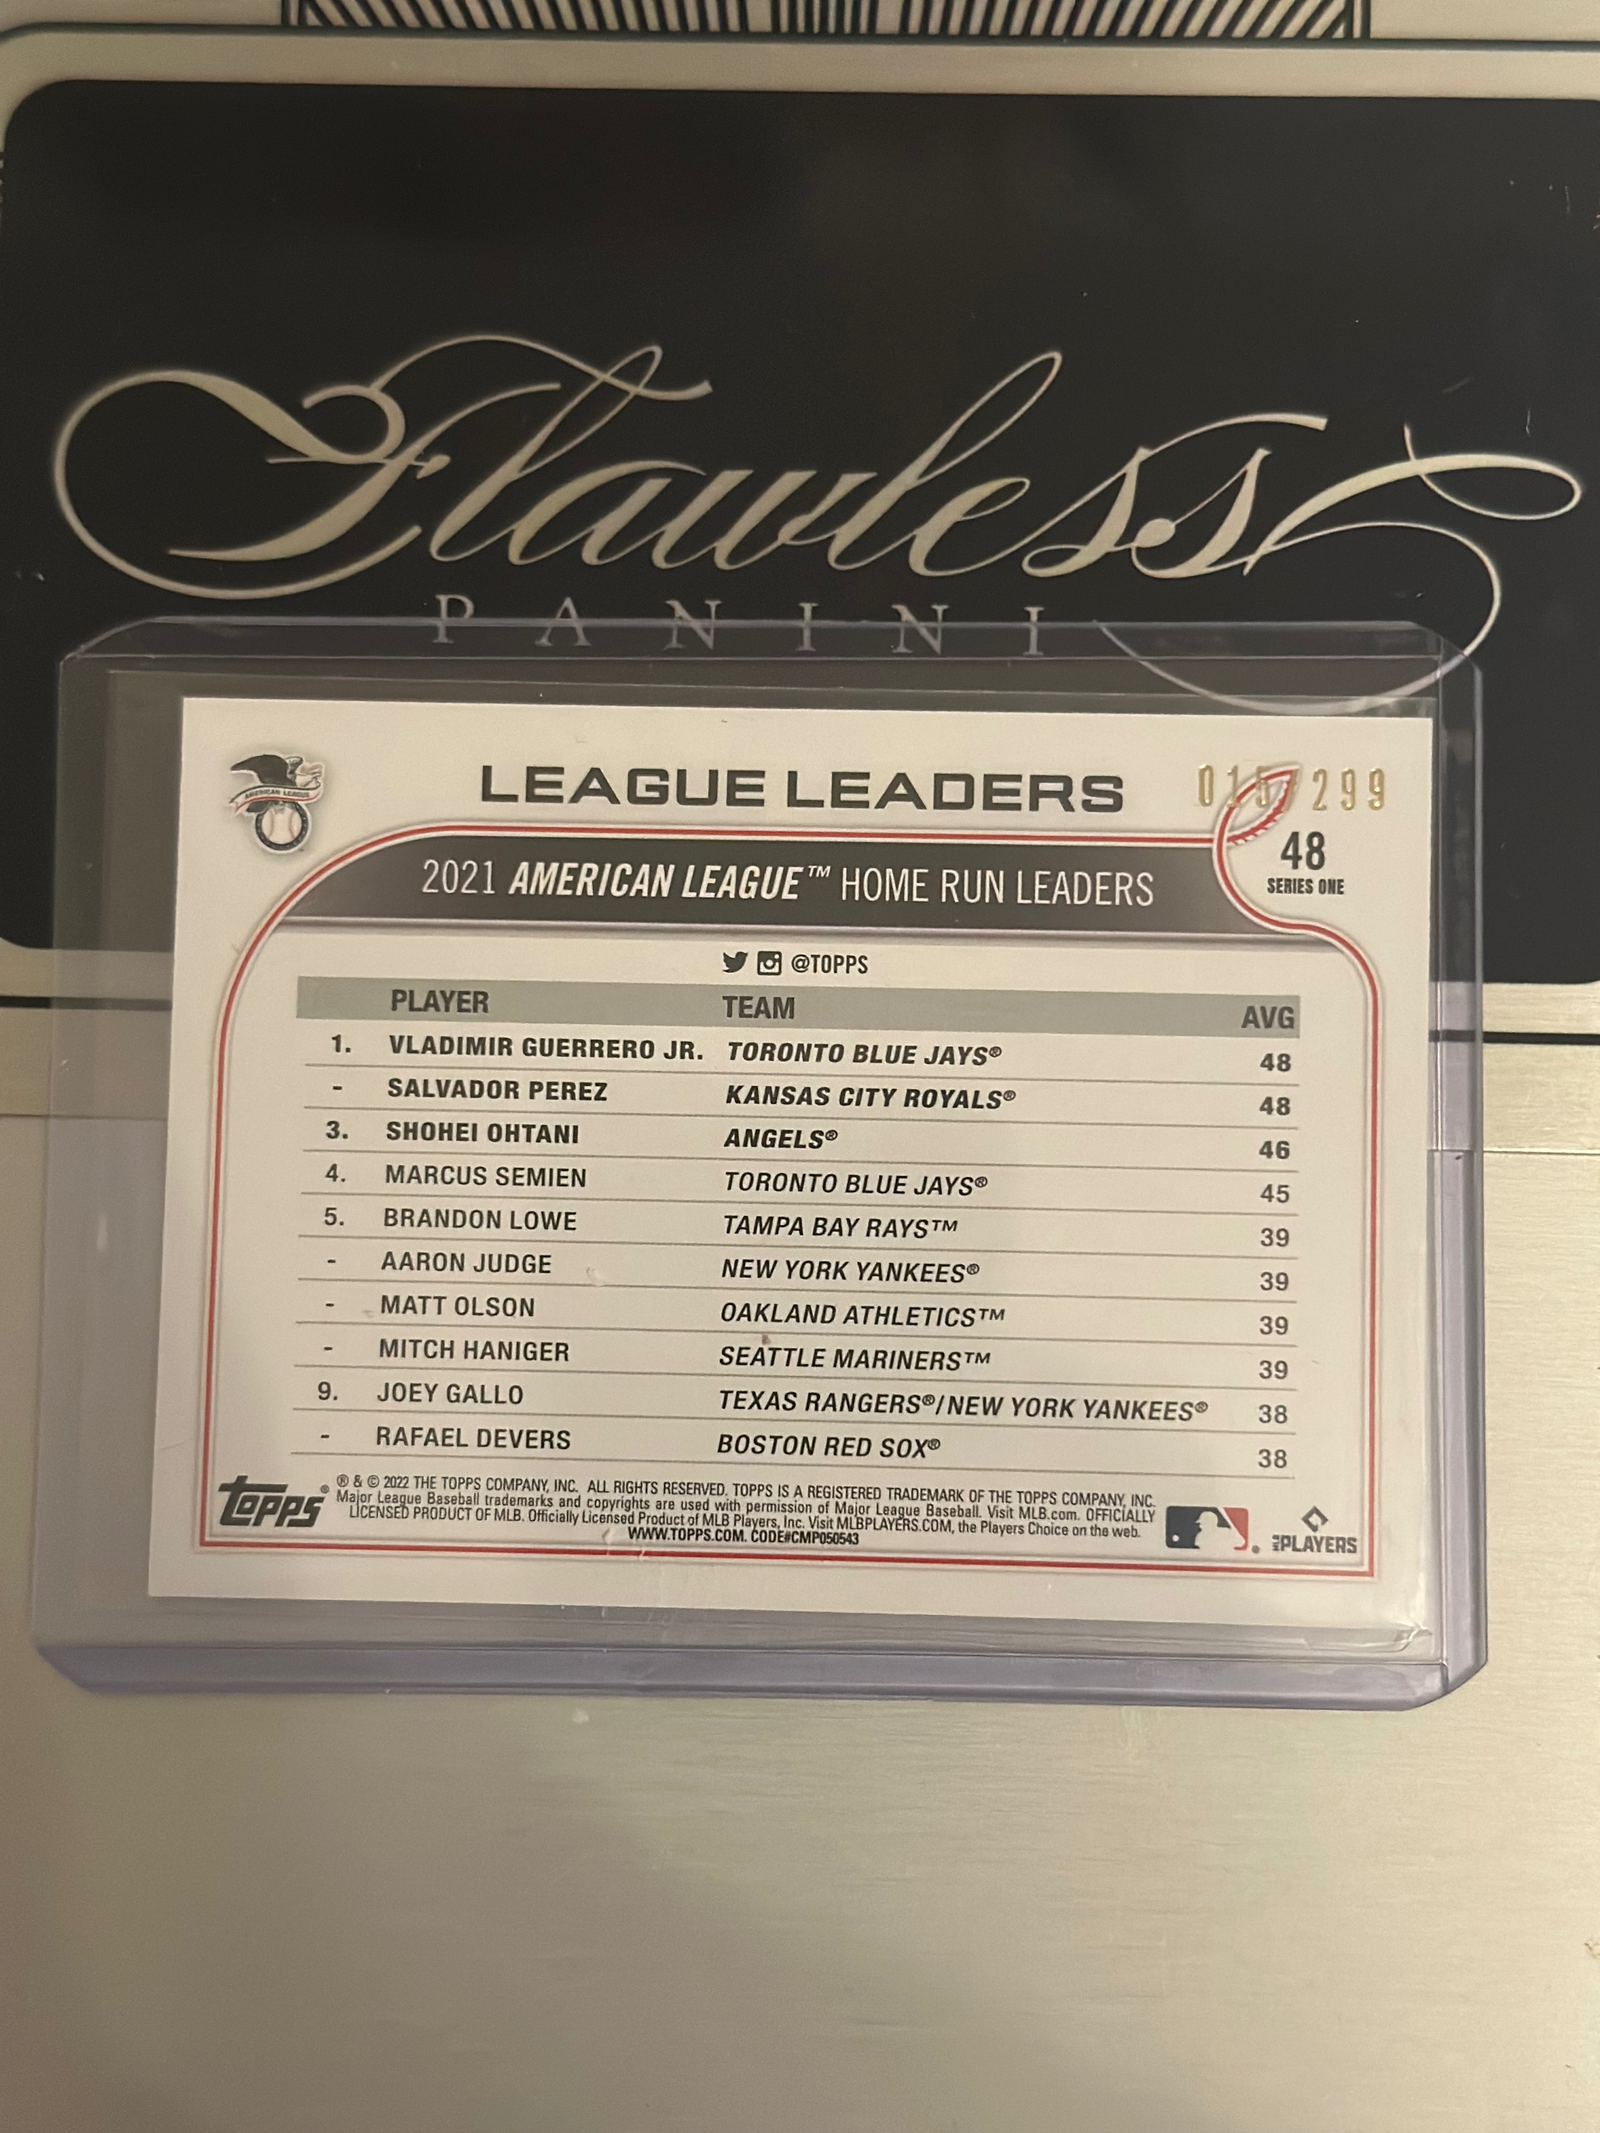 Flawless
PANINI
AMERICAN LEAGUE
LEAGUE LEADERS
015/299
48
SERIES ONE
2021 AMERICAN LEAGUE™ HOME RUN LEADERS
@TOPPS
PLAYER TEAM AVG
1. VLADIMIR GUERRERO JR. TORONTO BLUE JAYS® 48
- SALVADOR PEREZ KANSAS CITY ROYALS® 48
3. SHOHEI OHTANI ANGELS® 46
4. MARCUS SEMIEN TORONTO BLUE JAYS® 45
5. BRANDON LOWE TAMPA BAY RAYS™ 39
- AARON JUDGE NEW YORK YANKEES® 39
- MATT OLSON OAKLAND ATHLETICS™ 39
- MITCH HANIGER SEATTLE MARINERS™ 39
9. JOEY GALLO TEXAS RANGERS®/NEW YORK YANKEES® 38
- RAFAEL DEVERS BOSTON RED SOX® 38
TOPPS®
® & © 2022 THE TOPPS COMPANY, INC. ALL RIGHTS RESERVED. TOPPS IS A REGISTERED TRADEMARK OF THE TOPPS COMPANY, INC.
Major League Baseball trademarks and copyrights are used with permission of Major League Baseball. Visit MLB.com. OFFICIALLY
LICENSED PRODUCT OF MLB. Officially Licensed Product of MLB Players, Inc. Visit MLBPLAYERS.COM, the Players Choice on the web.
WWW.TOPPS.COM. CODE#CMP050543
MLB PLAYERS